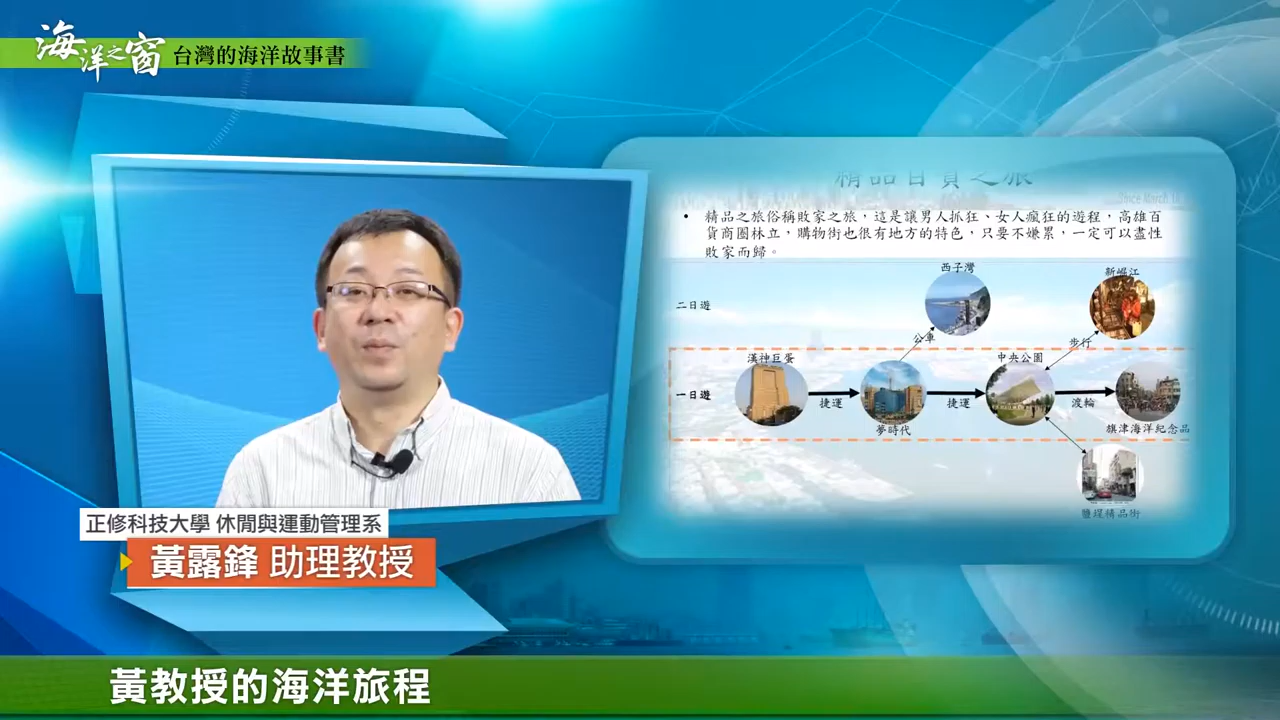 海洋之窗 台灣的海洋故事書
精品百貨之旅
• 精品之旅俗稱敗家之旅，這是讓男人抓狂、女人瘋狂的遊程，高雄百
貨商圈林立，購物街也很有地方的特色，只要不嫌累，一定可以盡性
敗家而歸。
西子灣
新崛江
二日遊
公車
步行
漢神巨蛋
中央公園
一日遊
捷運
捷運
渡輪
夢時代
旗津海洋紀念品
鹽埕精品街
正修科技大學 休閒與運動管理系
黃露鋒 助理教授
黃教授的海洋旅程